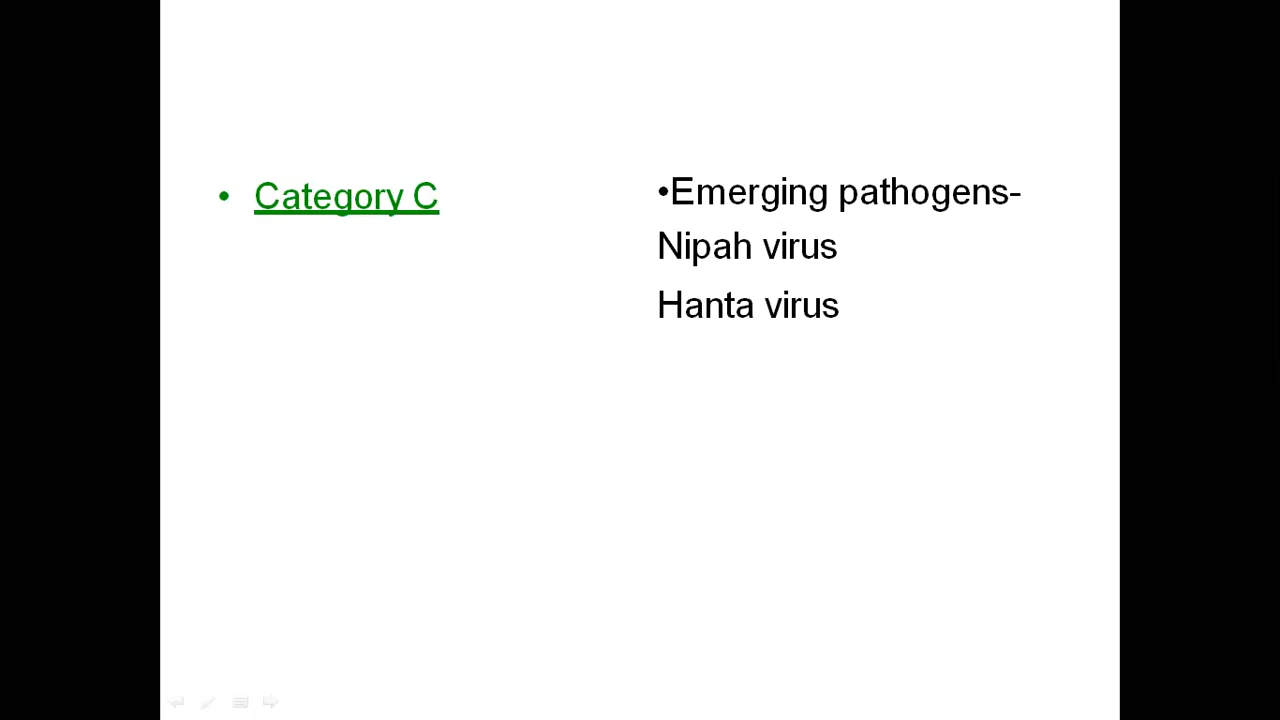 • Category C
•Emerging pathogens-
Nipah virus
Hanta virus